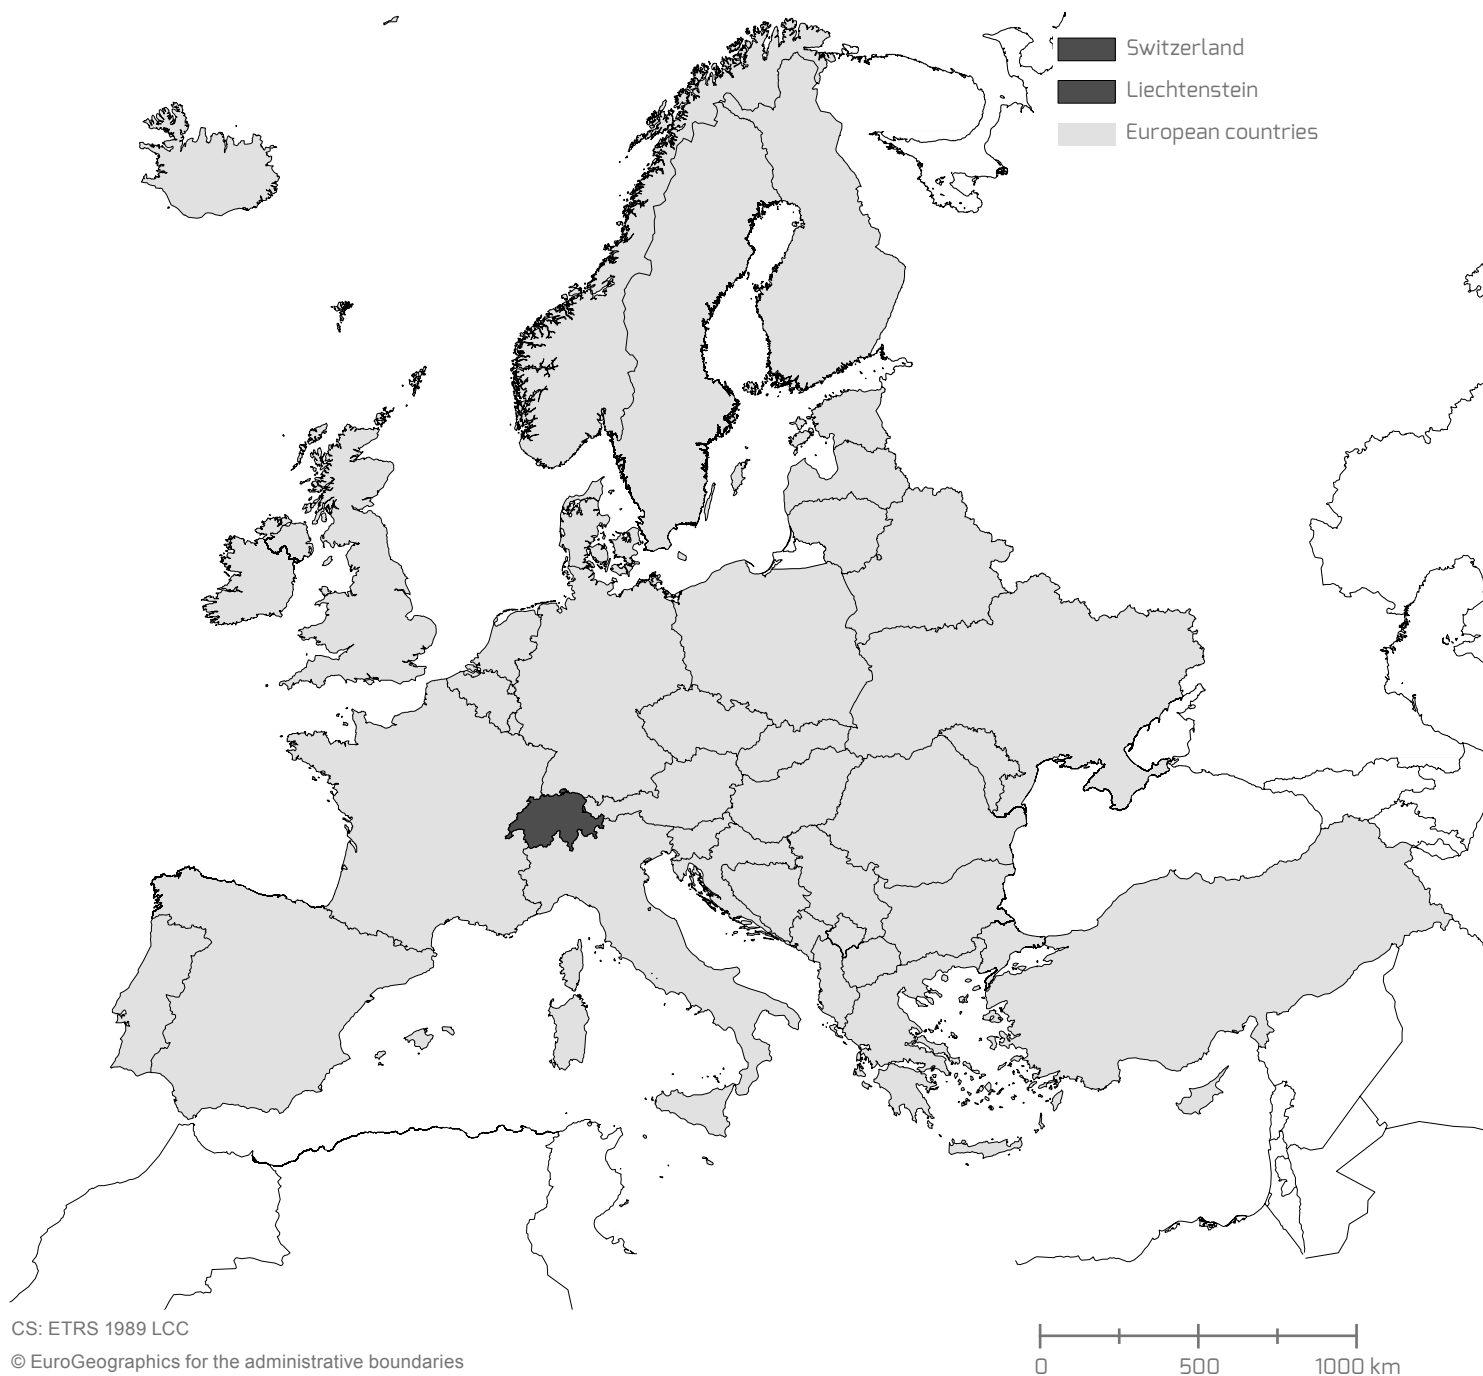 Switzerland
Liechtenstein
European countries
CS: ETRS 1989 LCC
© EuroGeographics for the administrative boundaries
0 500 1000 km